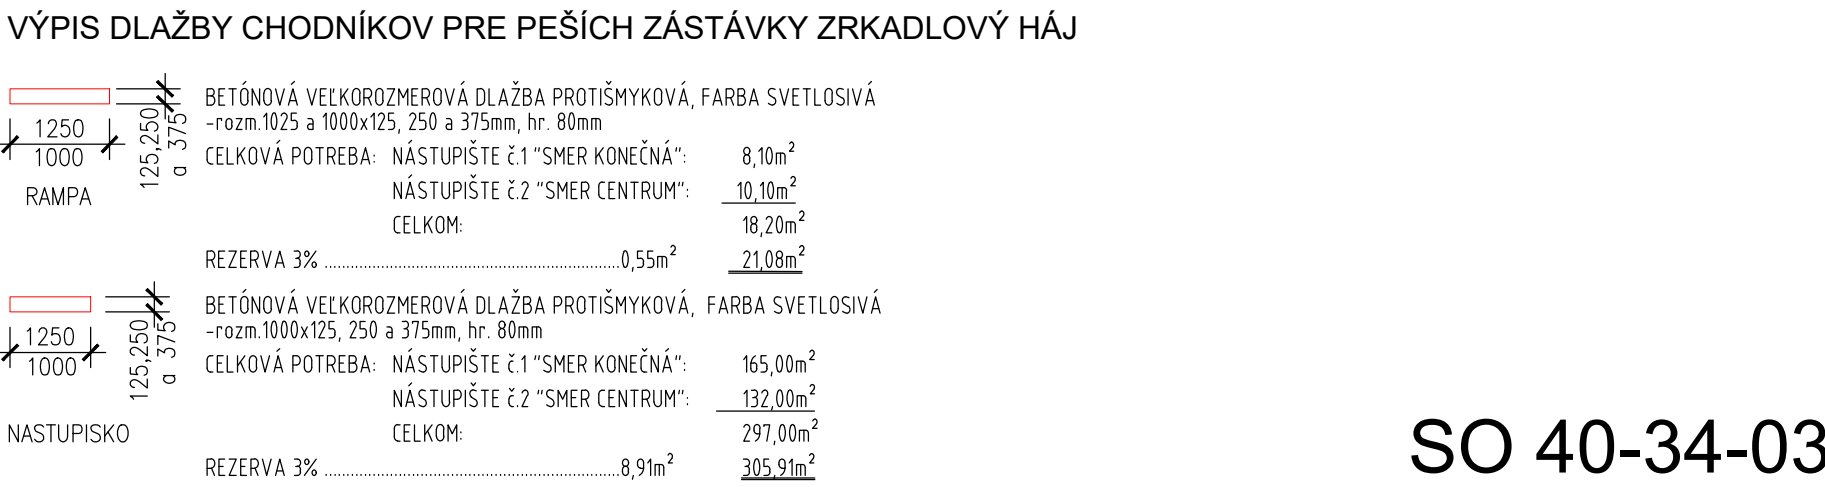 VÝPIS DLAŽBY CHODNÍKOV PRE PEŠÍCH ZÁSTÁVKY ZRKADLOVÝ HÁJ
BETÓNOVÁ VEĽKOROZMEROVÁ DLAŽBA PROTIŠMYKOVÁ, FARBA SVETLOSIVÁ
-rozm.1025 a 1000x125, 250 a 375mm, hr. 80mm
1250
1000
125,250
a 375
RAMPA
CELKOVÁ POTREBA: NÁSTUPIŠTE č.1 "SMER KONEČNÁ": 8,10m²
NÁSTUPIŠTE č.2 "SMER CENTRUM": 10,10m²
CELKOM: 18,20m²
REZERVA 3% ....................................................................0,55m² 21,08m²
BETÓNOVÁ VEĽKOROZMEROVÁ DLAŽBA PROTIŠMYKOVÁ, FARBA SVETLOSIVÁ
-rozm.1000x125, 250 a 375mm, hr. 80mm
1250
1000
125,250
a 375
NASTUPISKO
CELKOVÁ POTREBA: NÁSTUPIŠTE č.1 "SMER KONEČNÁ": 165,00m²
NÁSTUPIŠTE č.2 "SMER CENTRUM": 132,00m²
CELKOM: 297,00m²
REZERVA 3% ....................................................................8,91m² 305,91m²
SO 40-34-03